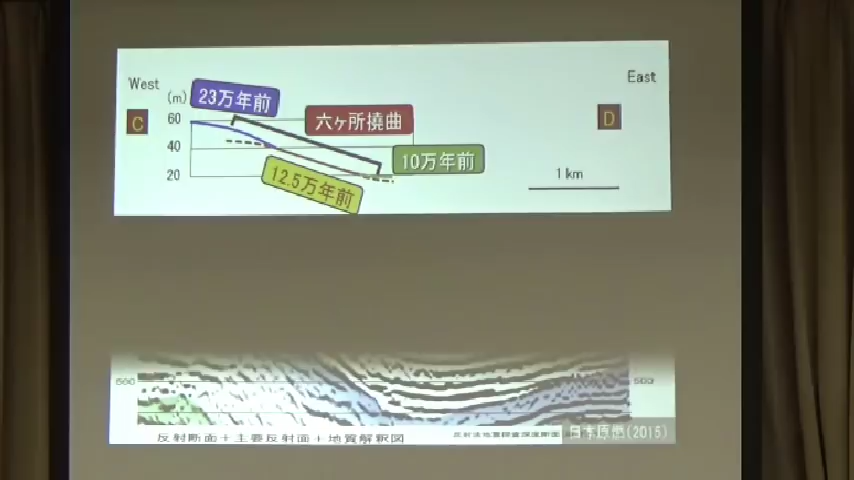 West
East
(m)
23万年前
C
60
六ヶ所撓曲
D
40
10万年前
20
12.5万年前
1 km
500
500
反射断面+主要反射面+地質解釈図
日本原燃(2015)